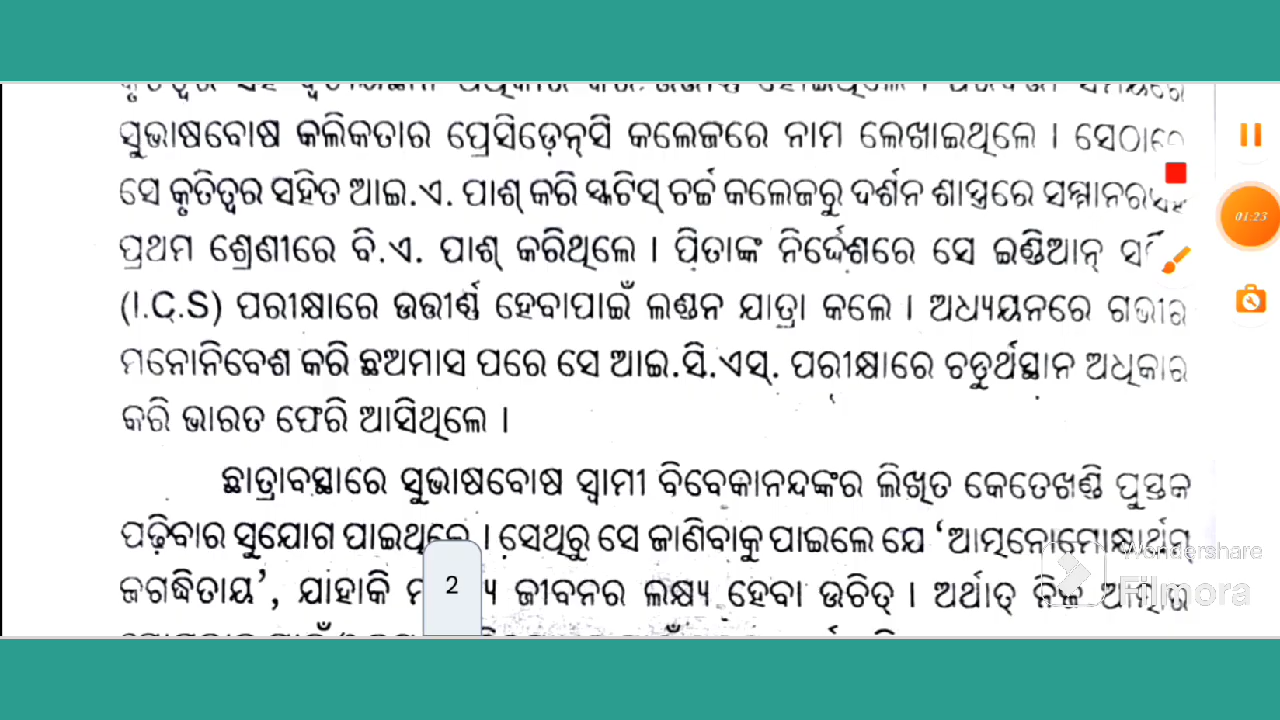 ସୁଭାଷବୋଷ କଲିକତାର ପ୍ରେସିଡ଼େନ୍‌ସି କଲେଜରେ ନାମ ଲେଖାଇଥିଲେ ।
ସେ କୃତିତ୍ୱର ସହିତ ଆଇ.ଏ. ପାଶ୍ କରି ସ୍କଟିସ୍ ଚର୍ଚ୍ଚ କଲେଜରୁ ଦର୍ଶନ ଶାସ୍ତ୍ରରେ
ପ୍ରଥମ ଶ୍ରେଣୀରେ ବି.ଏ. ପାଶ୍ କରିଥିଲେ । ପିତାଙ୍କ ନିର୍ଦ୍ଦେଶରେ ସେ ଇଣ୍ଡିଆନ୍
(I.C.S) ପରୀକ୍ଷାରେ ଉତ୍ତୀର୍ଣ୍ଣ ହେବାପାଇଁ ଲଣ୍ଡନ ଯାତ୍ରା କଲେ । ଅଧ୍ୟୟନରେ ଗଭୀର
ମନୋନିବେଶ କରି ଛଅମାସ ପରେ ସେ ଆଇ.ସି.ଏସ୍. ପରୀକ୍ଷାରେ ଚତୁର୍ଥସ୍ଥାନ ଅଧିକାର
କରି ଭାରତ ଫେରି ଆସିଥିଲେ ।
ଛାତ୍ରାବସ୍ଥାରେ ସୁଭାଷବୋଷ ସ୍ୱାମୀ ବିବେକାନନ୍ଦଙ୍କର ଲିଖିତ କେତେଖଣ୍ଡି ପୁସ୍ତକ
ପଢ଼ିବାର ସୁଯୋଗ ପାଇଥିଲେ । ସେଥିରୁ ସେ ଜାଣିବାକୁ ପାଇଲେ ଯେ ‘ଆତ୍ମନୋମୋକ୍ଷାର୍ଥମ୍
ଜଗଦ୍ଧିତାୟ’, ଯାହାକି ଜୀବନର ଲକ୍ଷ୍ୟ ହେବା ଉଚିତ୍ । ଅର୍ଥାତ୍ ନିଜ ଆତ୍ମାର
2
01:23
Wondershare
Filmora